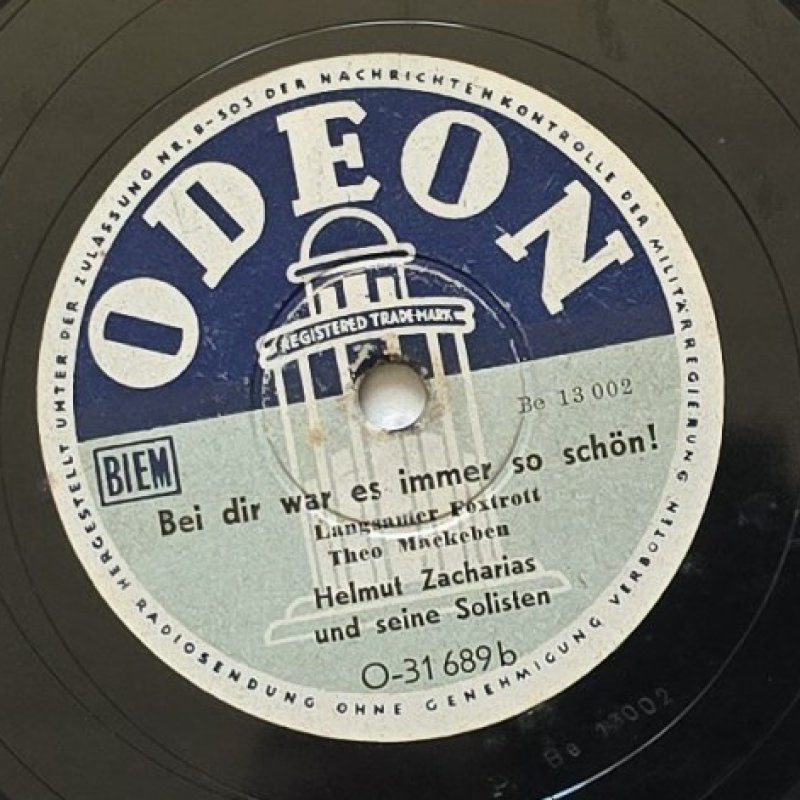 HERGESTELLT UNTER DER ZULASSUNG NR. B-503 DER NACHRICHTENKONTROLLE DER MILITÄRREGIERUNG
RADIOSENDUNG OHNE GENEHMIGUNG VERBOTEN
ODEON
REGISTERED TRADE-MARK
Be 13 002
BIEM
Bei dir war es immer so schön!
Langsamer Foxtrott
Theo Mackeben
Helmut Zacharias
und seine Solisten
O-31 689 b
Be 13002